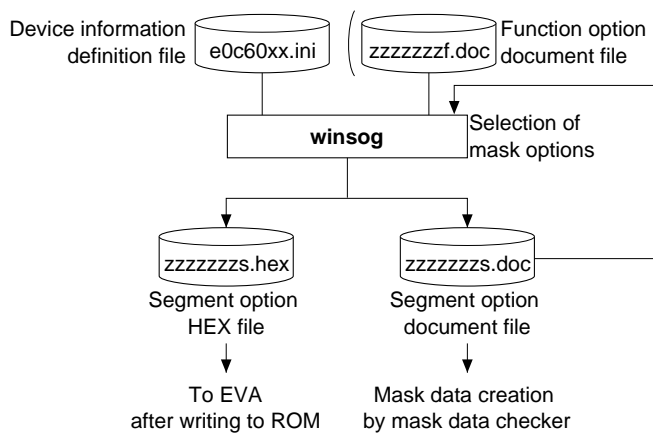 Device information
definition file
e0c60xx.ini
zzzzzzzf.doc
Function option
document file
winsog
Selection of
mask options
zzzzzzzs.hex
zzzzzzzs.doc
Segment option
HEX file
Segment option
document file
To EVA
after writing to ROM
Mask data creation
by mask data checker